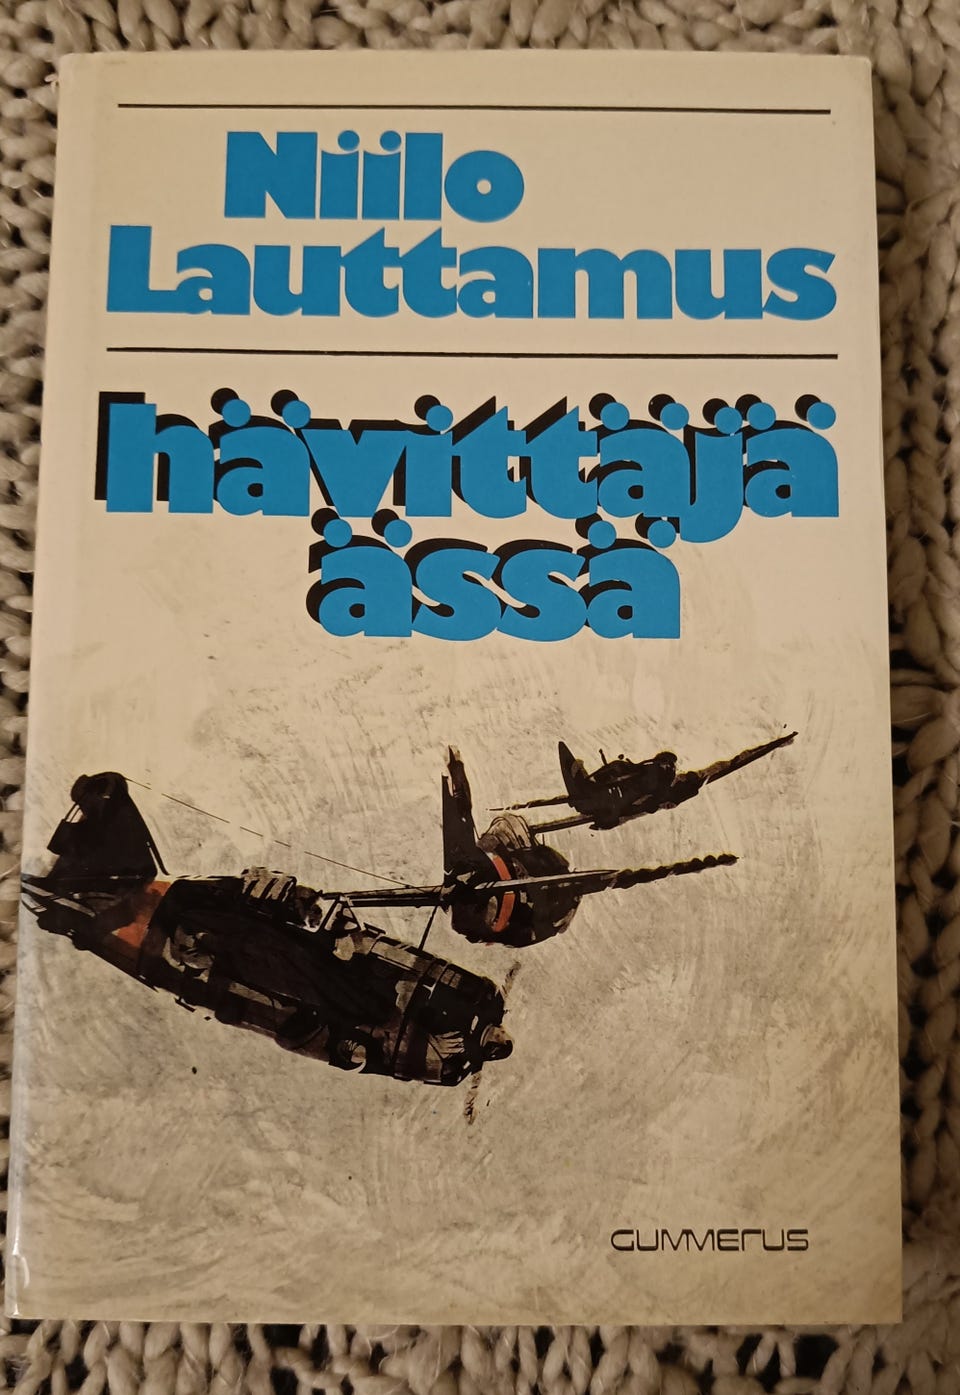 Niilo
Lauttamus
hävittäjä
ässä
GUMMERUS